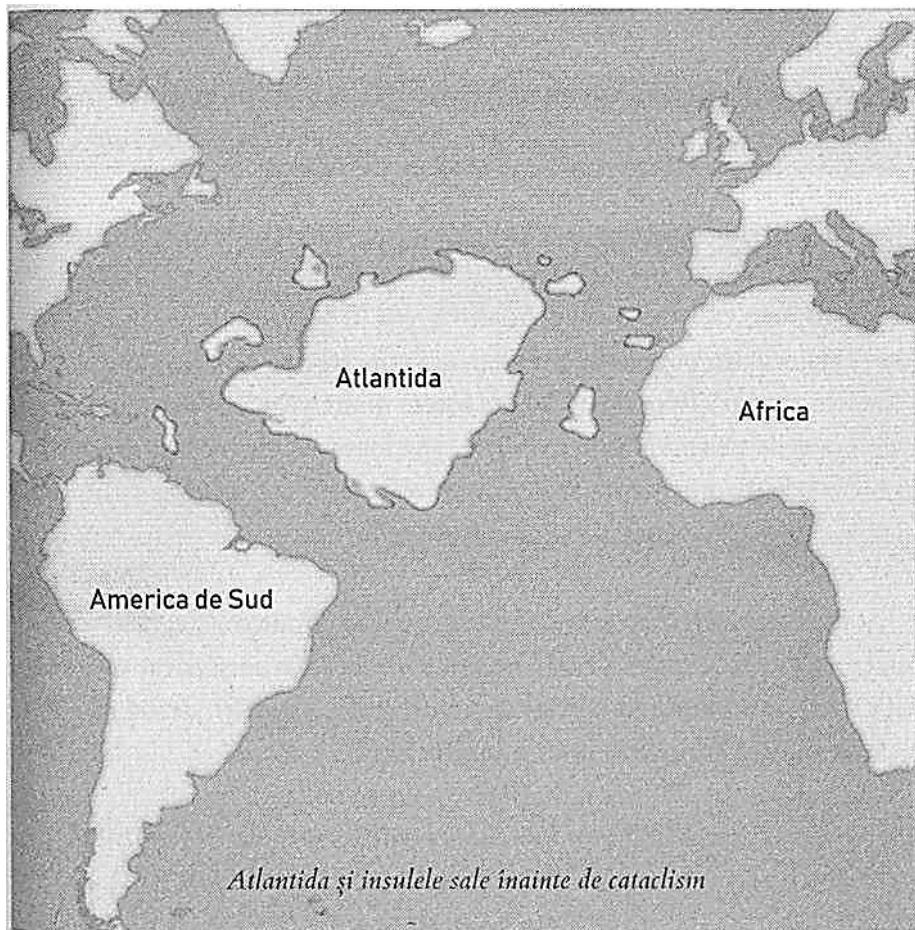 Atlantida
Africa
America de Sud
Atlantida și insulele sale înainte de cataclism